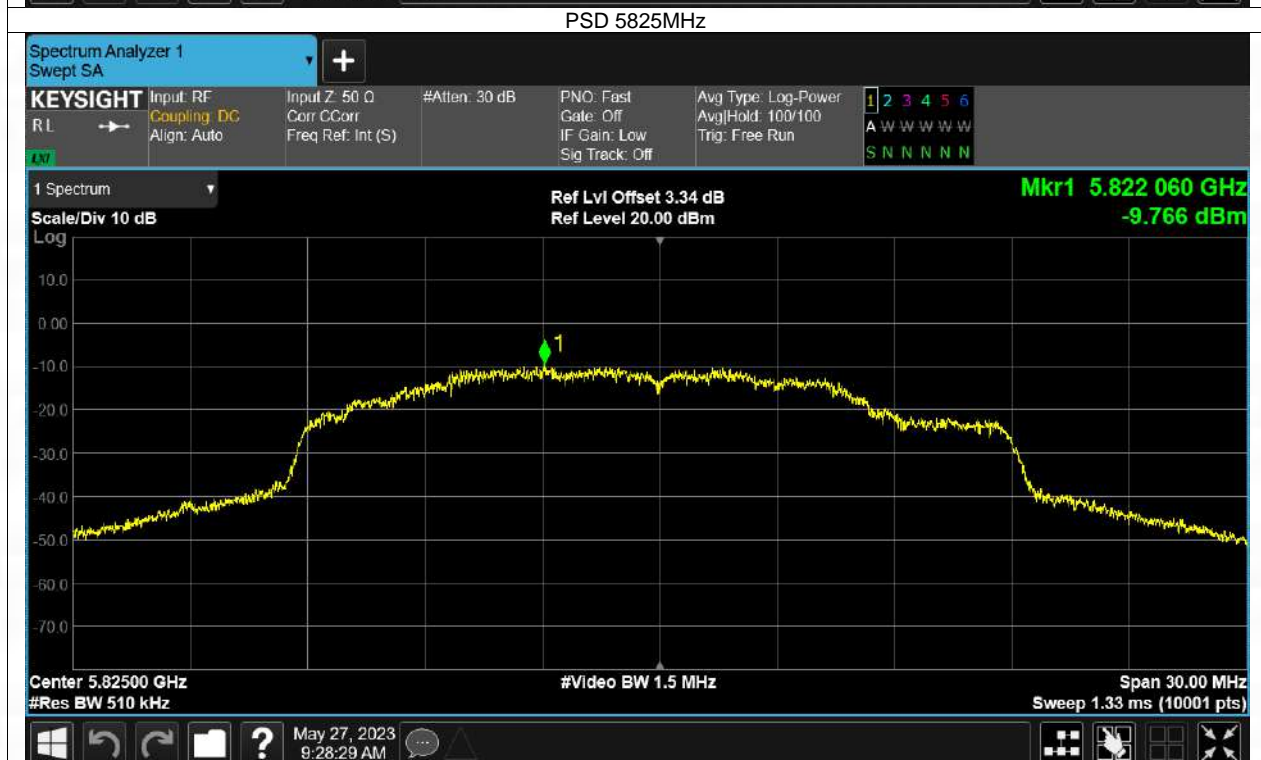 PSD 5825MHz
Spectrum Analyzer 1
Swept SA
+
KEYSIGHT
RL
LXI
Input: RF
Coupling: DC
Align: Auto
Input Z: 50 Ω
Corr CCorr
Freq Ref: Int (S)
#Atten: 30 dB
PNO: Fast
Gate: Off
IF Gain: Low
Sig Track: Off
Avg Type: Log-Power
Avg|Hold: 100/100
Trig: Free Run
1 2 3 4 5 6
A W W W W W
S N N N N N
1 Spectrum
Scale/Div 10 dB
Log
Ref Lvl Offset 3.34 dB
Ref Level 20.00 dBm
Mkr1 5.822 060 GHz
-9.766 dBm
10.0
0.00
-10.0
-20.0
-30.0
-40.0
-50.0
-60.0
-70.0
1
Center 5.82500 GHz
#Res BW 510 kHz
#Video BW 1.5 MHz
Span 30.00 MHz
Sweep 1.33 ms (10001 pts)
?
May 27, 2023
9:28:29 AM